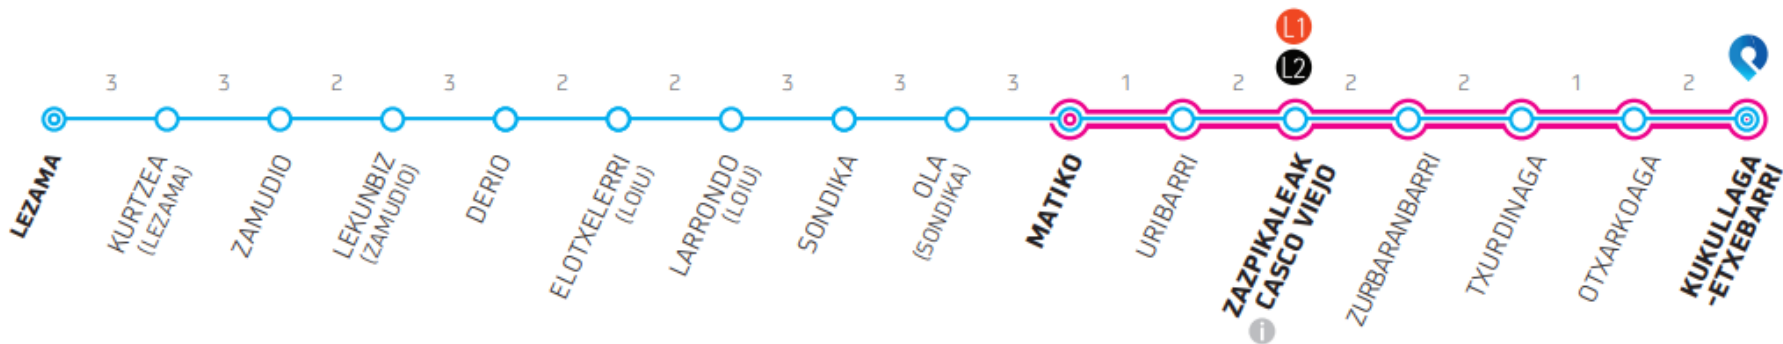 L1
L2
3 3 2 3 2 2 3 3 3 1 2 2 2 1 2
LEZAMA
KURTZEA
(LEZAMA)
ZAMUDIO
LEKUNBIZ
(ZAMUDIO)
DERIO
ELOTXELERRI
(LOIU)
LARRONDO
(LOIU)
SONDIKA
OLA
(SONDIKA)
MATIKO
URIBARRI
ZAZPIKALEAK
CASCO VIEJO
i
ZURBARANBARRI
TXURDINAGA
OTXARKOAGA
KUKULLAGA
-ETXEBARRI